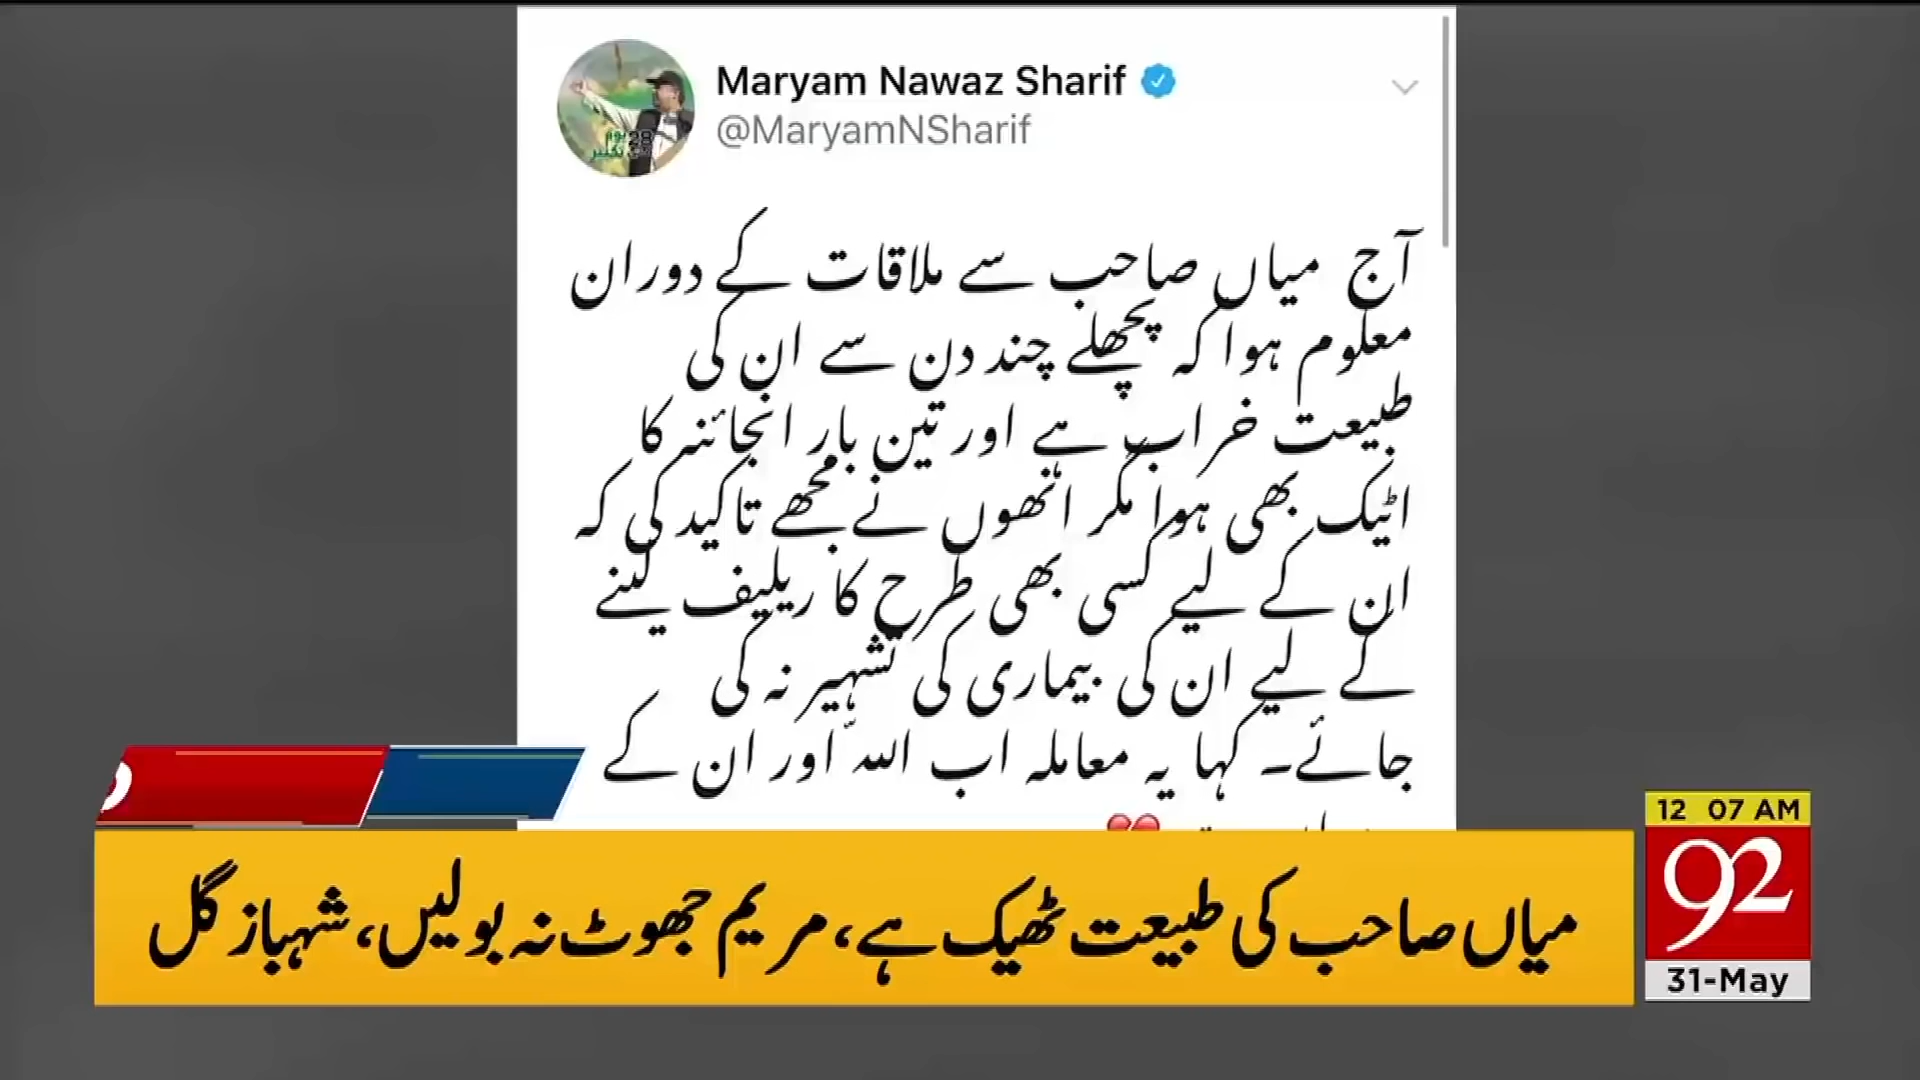 Maryam Nawaz Sharif
@MaryamNSharif
28
آج میاں صاحب سے ملاقات کے دوران
معلوم ہوا کہ پچھلے چند دن سے ان کی
طبیعت خراب ہے اور تین بار انجائنہ کا
اٹیک بھی ہوا مگر انھوں نے مجھے تاکید کی کہ
ان کے لیے کسی بھی طرح کا ریلیف لینے
کے لیے ان کی بیماری کی تشہیر نہ کی
جائے۔ کہا یہ معاملہ اب اللہ اور ان کے
12 07 AM
92
31-May
میاں صاحب کی طبیعت ٹھیک ہے، مریم جھوٹ نہ بولیں، شہباز گل